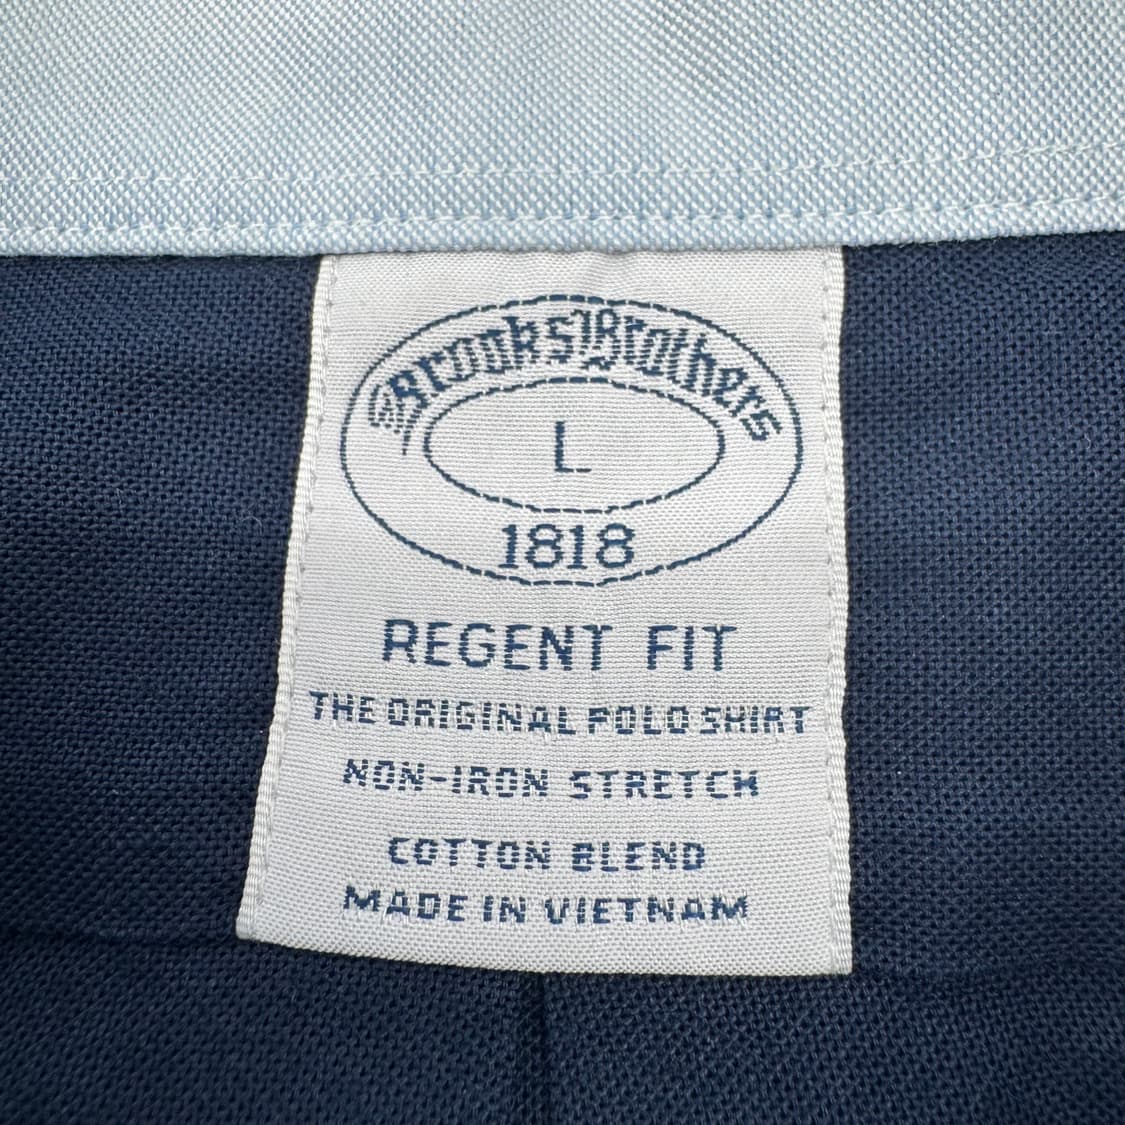 Brooks Brothers
L
1818
REGENT FIT
THE ORIGINAL POLO SHIRT
NON-IRON STRETCH
COTTON BLEND
MADE IN VIETNAM